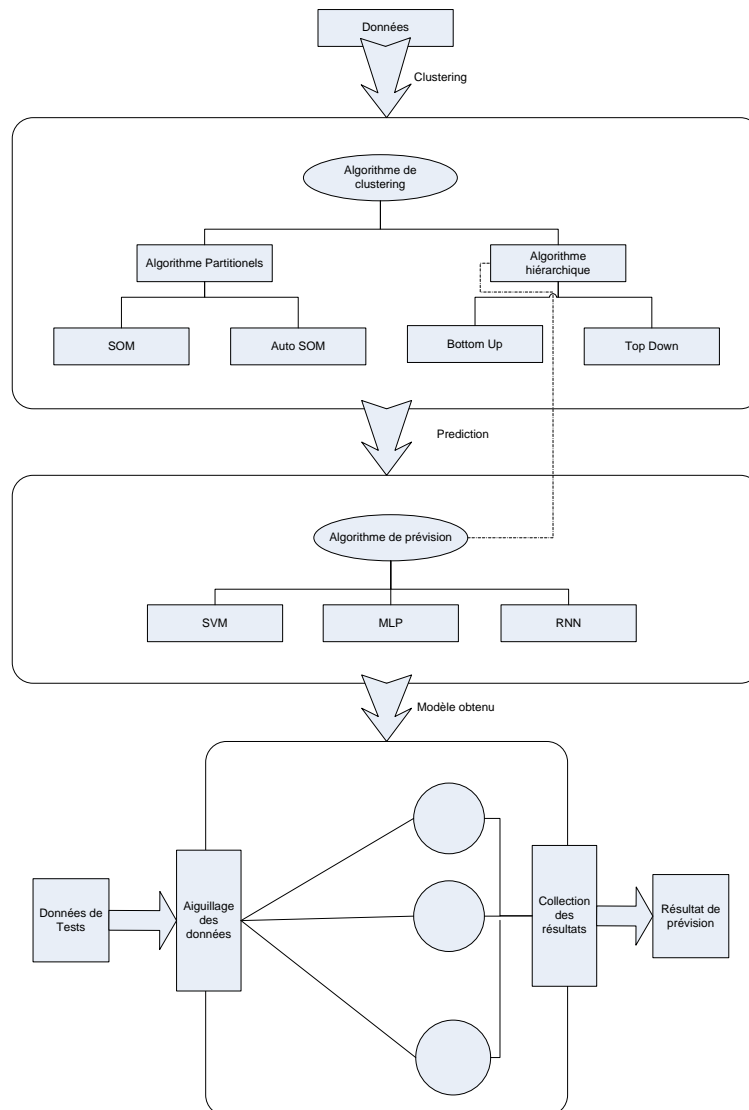 Données
Clustering
Algorithme de
clustering
Algorithme Partitionels
Algorithme
hiérarchique
SOM
Auto SOM
Bottom Up
Top Down
Prediction
Algorithme de prévision
SVM
MLP
RNN
Modèle obtenu
Données de
Tests
Aiguillage
des
données
Collection
des
résultats
Résultat de
prévision